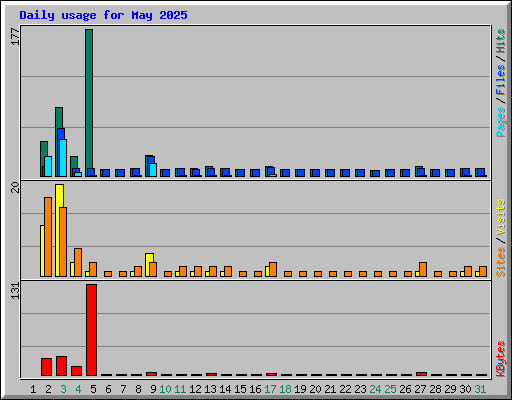 Daily usage for May 2025
177
Pages / Files / Hits
20
Sites / Visits
131
KBytes
1 2 3 4 5 6 7 8 9 10 11 12 13 14 15 16 17 18 19 20 21 22 23 24 25 26 27 28 29 30 31